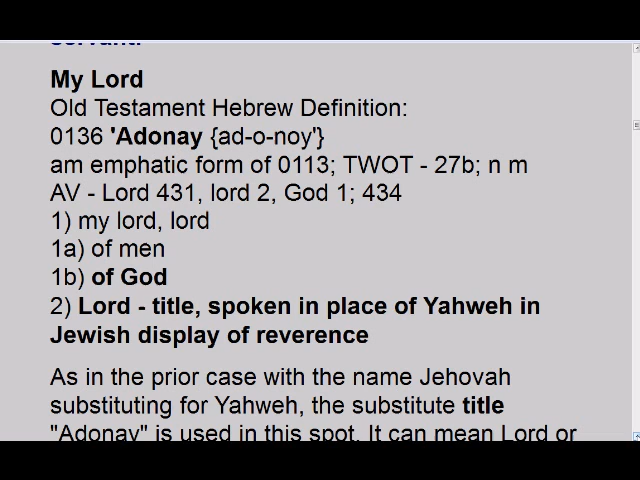 servant.
My Lord
Old Testament Hebrew Definition:
0136 'Adonay {ad-o-noy'}
am emphatic form of 0113; TWOT - 27b; n m
AV - Lord 431, lord 2, God 1; 434
1) my lord, lord
1a) of men
1b) of God
2) Lord - title, spoken in place of Yahweh in
Jewish display of reverence
As in the prior case with the name Jehovah
substituting for Yahweh, the substitute title
"Adonay" is used in this spot. It can mean Lord or